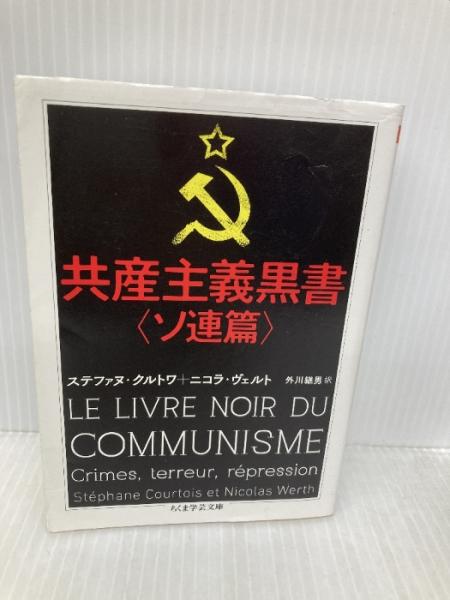 共産主義黒書
〈ソ連篇〉
ステファヌ・クルトワ+ニコラ・ヴェルト 外川継男 訳
LE LIVRE NOIR DU
COMMUNISME
Crimes, terreur, répression
Stéphane Courtois et Nicolas Werth
ちくま学芸文庫